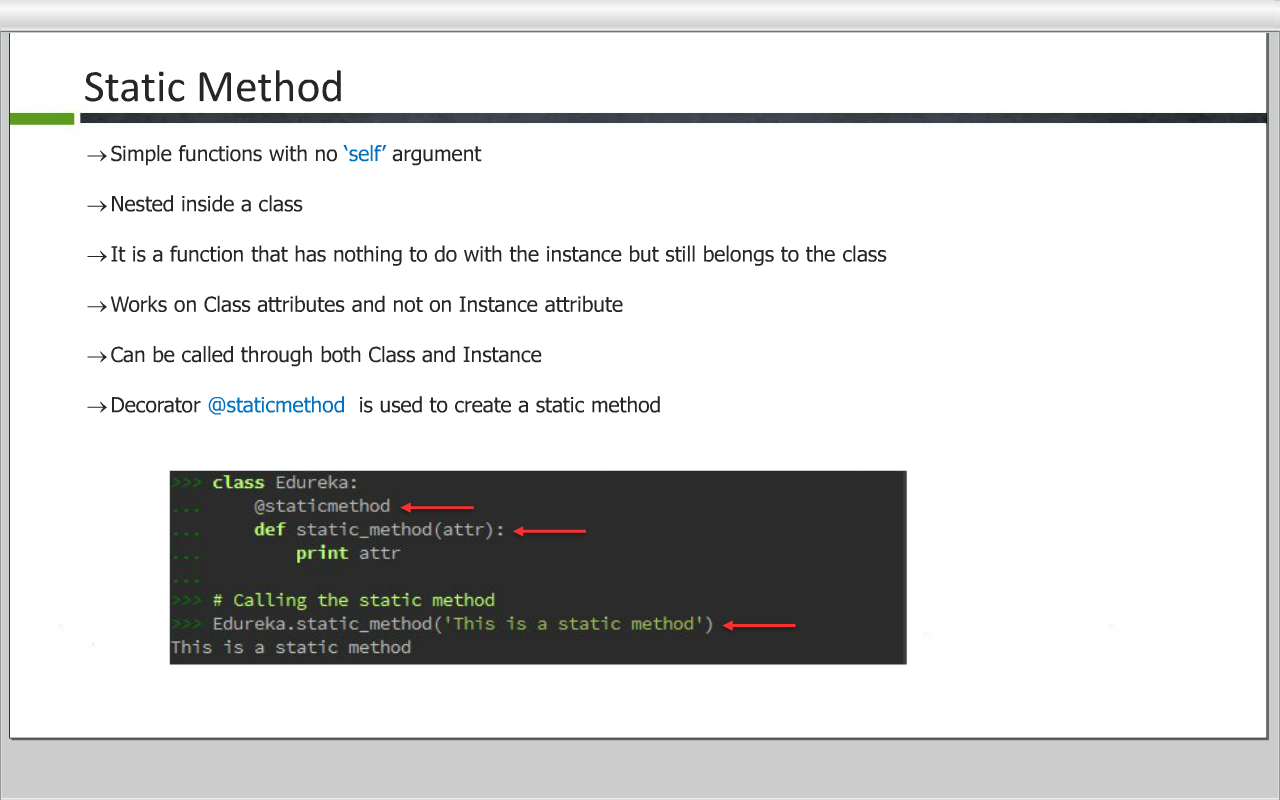 Static Method
→Simple functions with no ‘self’ argument
→Nested inside a class
→It is a function that has nothing to do with the instance but still belongs to the class
→Works on Class attributes and not on Instance attribute
→Can be called through both Class and Instance
→Decorator @staticmethod is used to create a static method
>>> class Edureka:
...     @staticmethod
...     def static_method(attr):
...         print attr
...
>>> # Calling the static method
>>> Edureka.static_method('This is a static method')
This is a static method